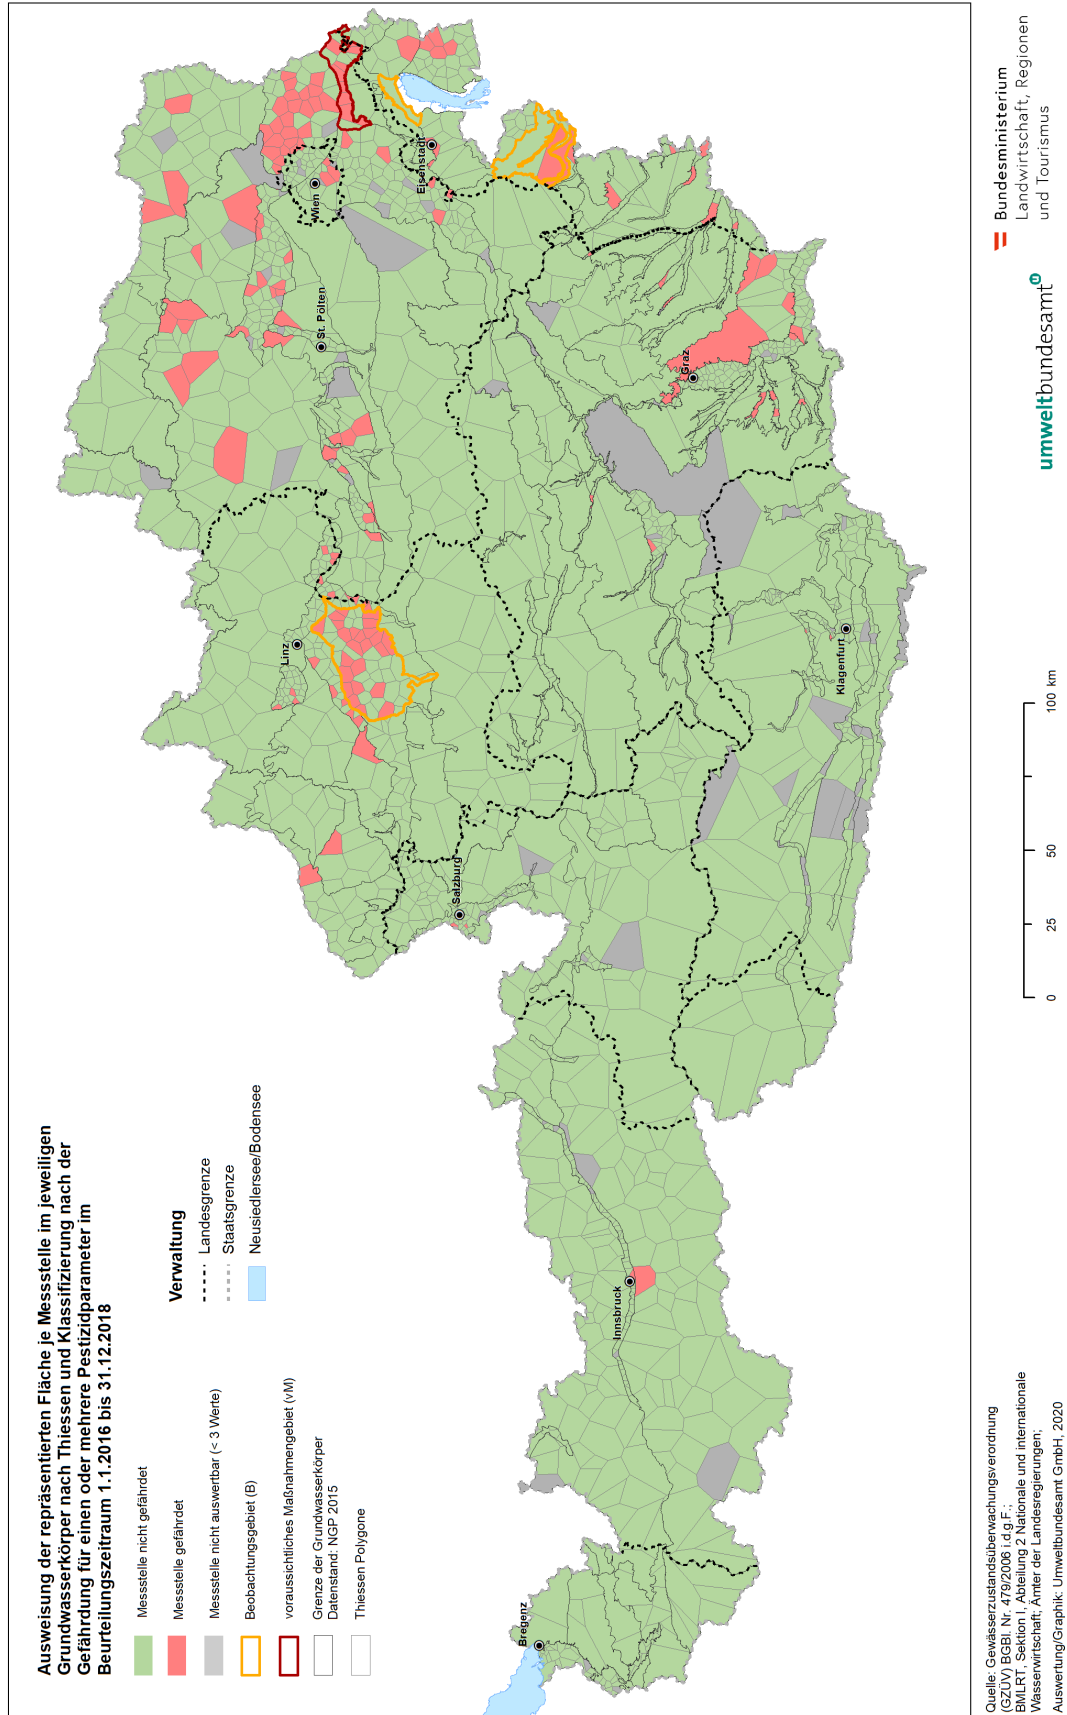 Ausweisung der repräsentierten Fläche je Messstelle im jeweiligen
Grundwasserkörper nach Thiessen und Klassifizierung nach der
Gefährdung für einen oder mehrere Pestizidparameter im
Beurteilungszeitraum 1.1.2016 bis 31.12.2018
Messstelle nicht gefährdet
Messstelle gefährdet
Messstelle nicht auswertbar (< 3 Werte)
Beobachtungsgebiet (B)
voraussichtliches Maßnahmengebiet (vM)
Grenze der Grundwasserkörper
Datenstand: NGP 2015
Thiessen Polygone
Verwaltung
Landesgrenze
Staatsgrenze
Neusiedlersee/Bodensee
Bregenz
Innsbruck
Salzburg
Linz
St. Pölten
Wien
Eisenstadt
Graz
Klagenfurt
0 25 50 100 km
Quelle: Gewässerzustandsüberwachungsverordnung
(GZÜV) BGBl. Nr. 479/2006 i.d.g.F.;
BMLRT, Sektion I, Abteilung 2 Nationale und internationale
Wasserwirtschaft; Ämter der Landesregierungen;
Auswertung/Graphik: Umweltbundesamt GmbH, 2020
umweltbundesamt
Bundesministerium
Landwirtschaft, Regionen
und Tourismus